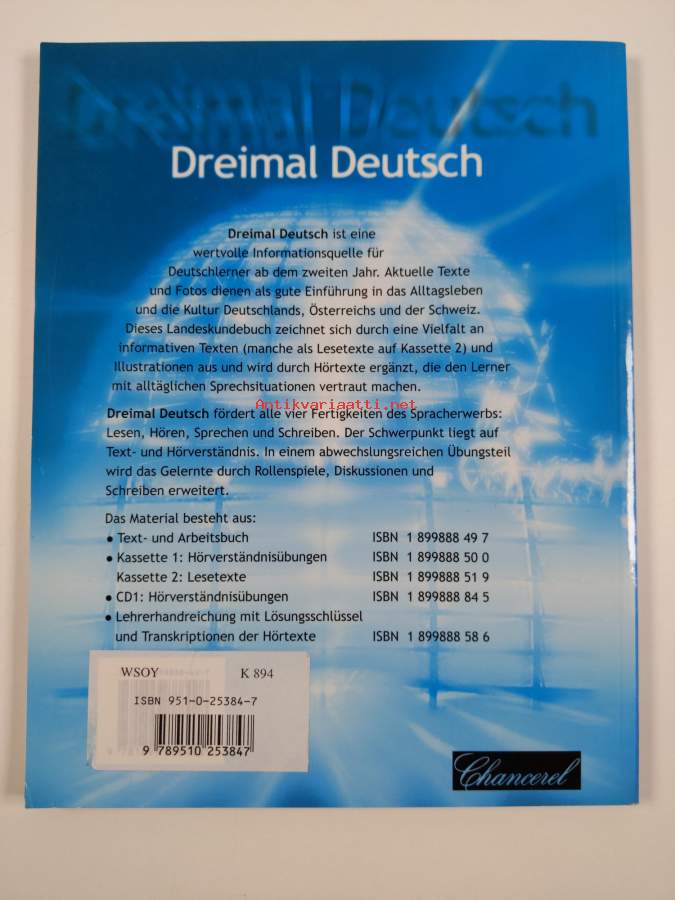 Dreimal Deutsch
Dreimal Deutsch
Dreimal Deutsch ist eine
wertvolle Informationsquelle für
Deutschlerner ab dem zweiten Jahr. Aktuelle Texte
und Fotos dienen als gute Einführung in das Alltagsleben
und die Kultur Deutschlands, Österreichs und der Schweiz.
Dieses Landeskundebuch zeichnet sich durch eine Vielfalt an
informativen Texten (manche als Lesetexte auf Kassette 2) und
Illustrationen aus und wird durch Hörtexte ergänzt, die den Lerner
mit alltäglichen Sprechsituationen vertraut machen.
Antikvariaatti.net
Dreimal Deutsch fördert alle vier Fertigkeiten des Spracherwerbs:
Lesen, Hören, Sprechen und Schreiben. Der Schwerpunkt liegt auf
Text- und Hörverständnis. In einem abwechslungsreichen Übungsteil
wird das Gelernte durch Rollenspiele, Diskussionen und
Schreiben erweitert.
Das Material besteht aus:
• Text- und Arbeitsbuch ISBN 1 899888 49 7
• Kassette 1: Hörverständnisübungen ISBN 1 899888 50 0
Kassette 2: Lesetexte ISBN 1 899888 51 9
• CD1: Hörverständnisübungen ISBN 1 899888 84 5
• Lehrerhandreichung mit Lösungsschlüssel
und Transkriptionen der Hörtexte ISBN 1 899888 58 6
WSOY K 894
ISBN 951-0-25384-7
9 789510 253847
Chancerel